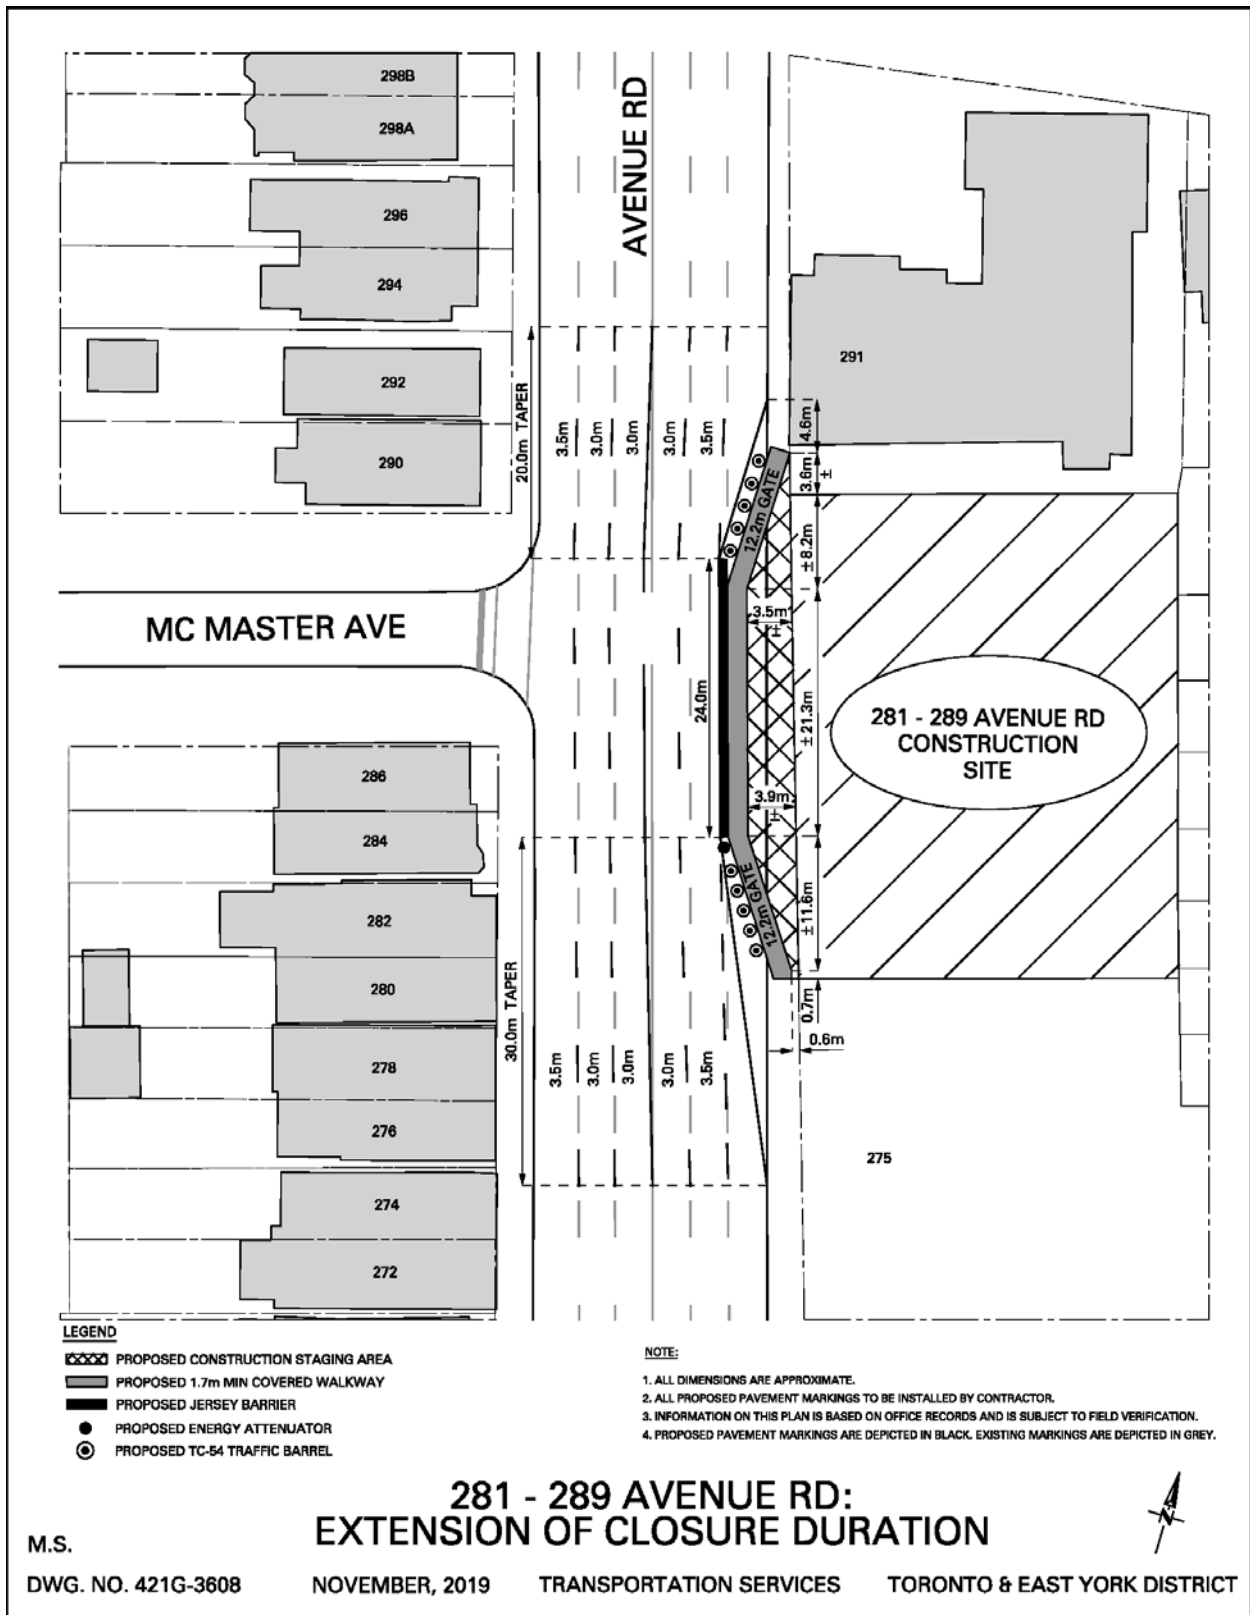 298B
298A
AVENUE RD
296
294
291
292
20.0m TAPER
3.5m
3.0m
3.0m
3.0m
3.5m
4.6m
290
3.6m
±
12.2m GATE
±8.2m
MC MASTER AVE
3.5m
±
24.0m
±21.3m
281 - 289 AVENUE RD
CONSTRUCTION
SITE
286
3.9m
±
284
12.2m GATE
±11.6m
282
280
30.0m TAPER
0.7m
0.6m
278
3.5m
3.0m
3.0m
3.0m
3.5m
276
275
274
272
LEGEND
PROPOSED CONSTRUCTION STAGING AREA
PROPOSED 1.7m MIN COVERED WALKWAY
PROPOSED JERSEY BARRIER
PROPOSED ENERGY ATTENUATOR
PROPOSED TC-54 TRAFFIC BARREL
NOTE:
1. ALL DIMENSIONS ARE APPROXIMATE.
2. ALL PROPOSED PAVEMENT MARKINGS TO BE INSTALLED BY CONTRACTOR.
3. INFORMATION ON THIS PLAN IS BASED ON OFFICE RECORDS AND IS SUBJECT TO FIELD VERIFICATION.
4. PROPOSED PAVEMENT MARKINGS ARE DEPICTED IN BLACK. EXISTING MARKINGS ARE DEPICTED IN GREY.
281 - 289 AVENUE RD:
EXTENSION OF CLOSURE DURATION
N
M.S.
DWG. NO. 421G-3608 NOVEMBER, 2019 TRANSPORTATION SERVICES TORONTO & EAST YORK DISTRICT